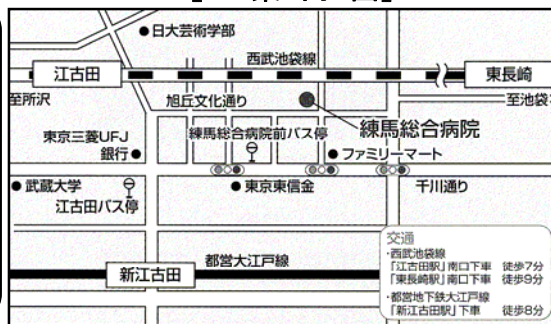 日大芸術学部
西武池袋線
江古田
東長崎
至所沢
旭丘文化通り
至池袋
練馬総合病院
東京三菱UFJ
銀行
練馬総合病院前バス停
ファミリーマート
武蔵大学
江古田バス停
東京東信金
千川通り
都営大江戸線
新江古田
交通
・西武池袋線
「江古田駅」南口下車 徒歩7分
「東長崎駅」南口下車 徒歩9分
・都営地下鉄大江戸線
「新江古田駅」下車 徒歩8分